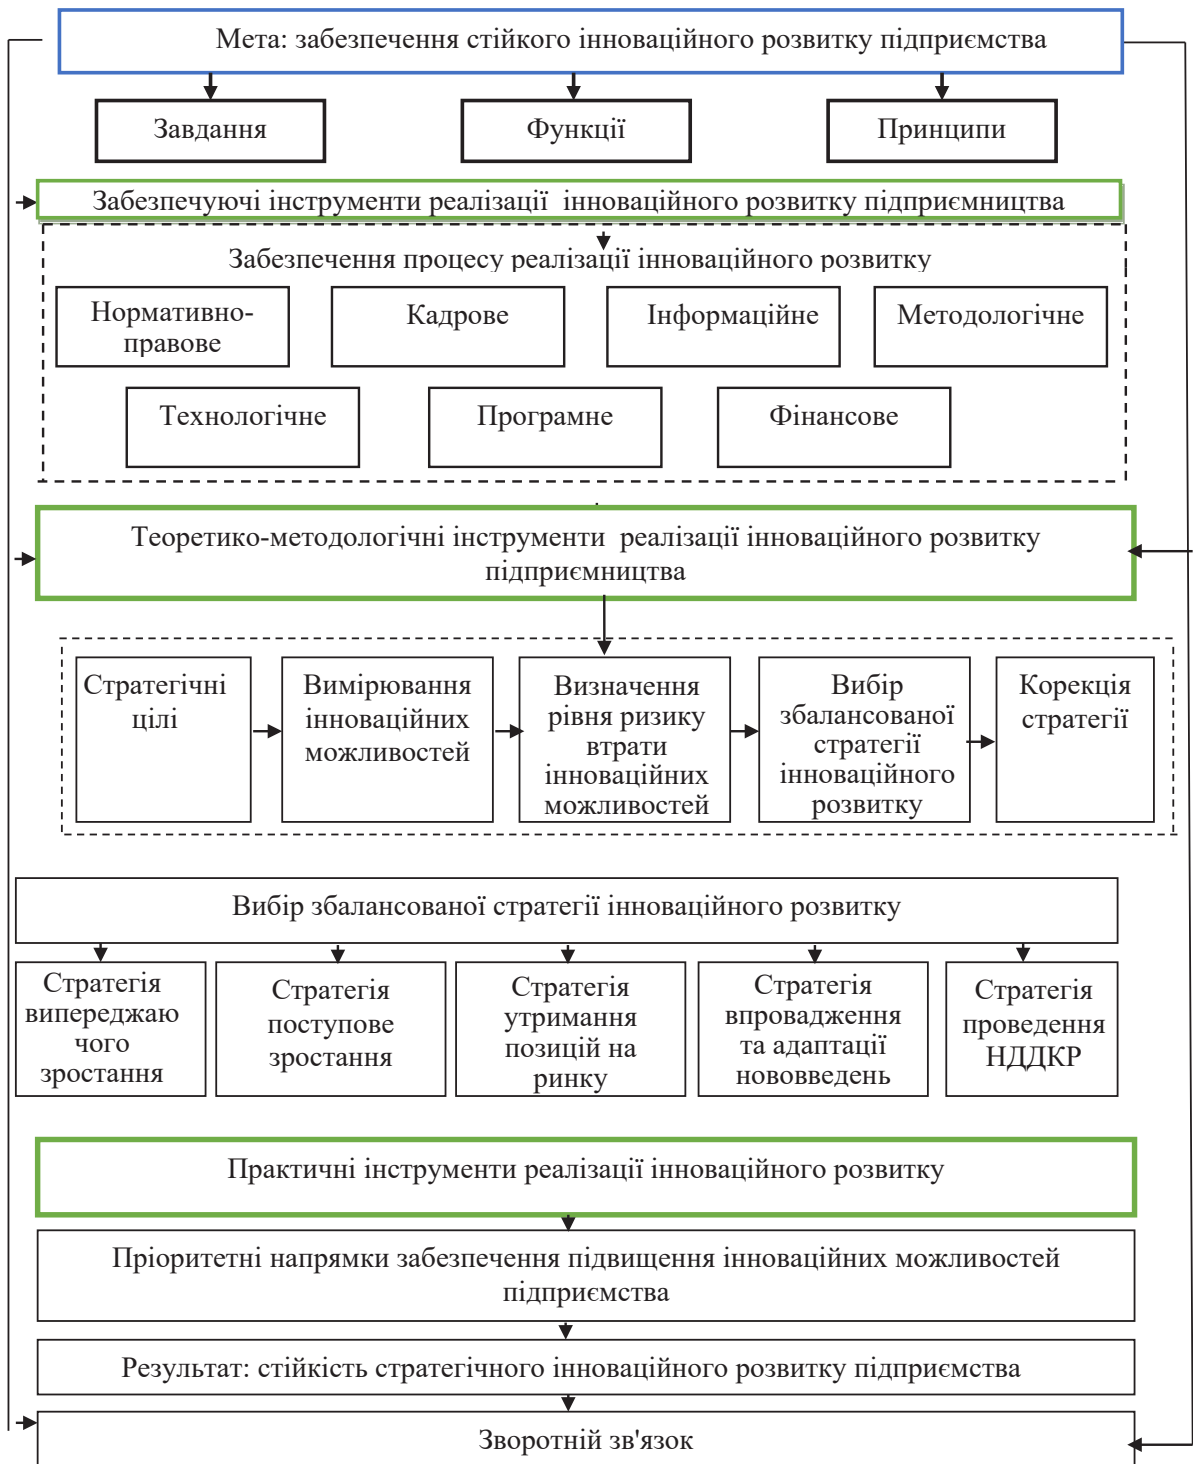 Мета: забезпечення стійкого інноваційного розвитку підприємства
Завдання
Функції
Принципи
Забезпечуючі інструменти реалізації інноваційного розвитку підприємництва
Забезпечення процесу реалізації інноваційного розвитку
Нормативно-
правове
Кадрове
Інформаційне
Методологічне
Технологічне
Програмне
Фінансове
Теоретико-методологічні інструменти реалізації інноваційного розвитку
підприємництва
Стратегічні
цілі
Вимірювання
інноваційних
можливостей
Визначення
рівня ризику
втрати
інноваційних
можливостей
Вибір
збалансованої
стратегії
інноваційного
розвитку
Корекція
стратегії
Вибір збалансованої стратегії інноваційного розвитку
Стратегія
випереджаю
чого
зростання
Стратегія
поступове
зростання
Стратегія
утримання
позицій на
ринку
Стратегія
впровадження
та адаптації
нововведень
Стратегія
проведення
НДДКР
Практичні інструменти реалізації інноваційного розвитку
Пріоритетні напрямки забезпечення підвищення інноваційних можливостей
підприємства
Результат: стійкість стратегічного інноваційного розвитку підприємства
Зворотній зв'язок